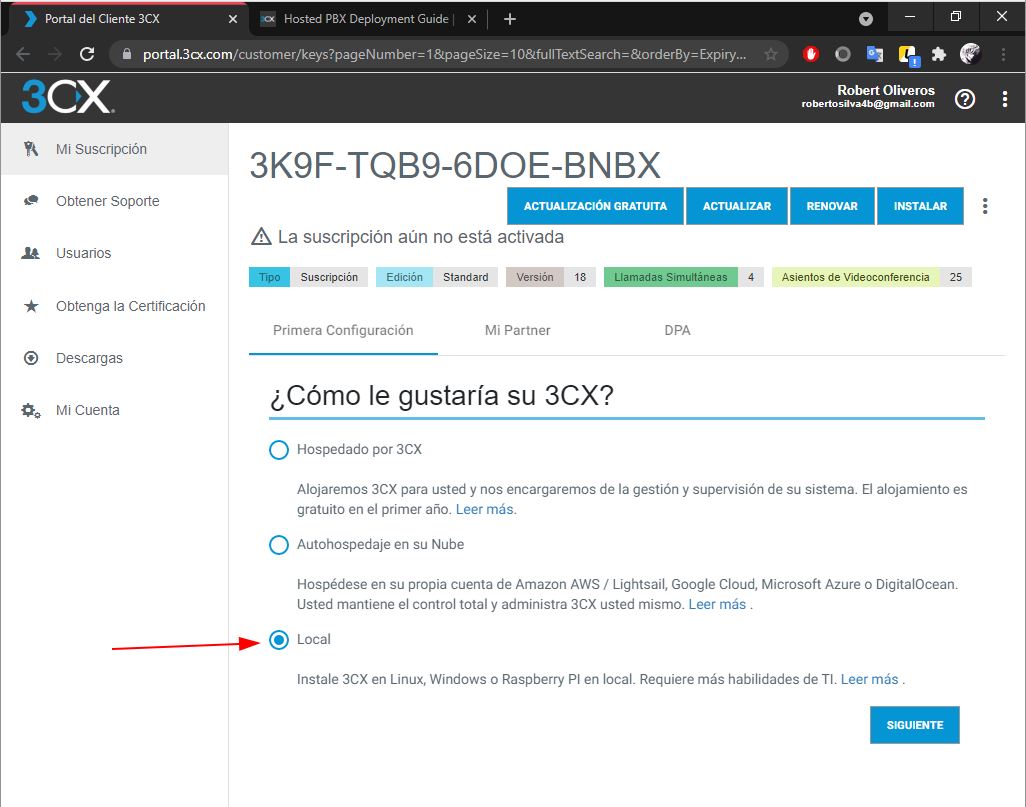 Portal del Cliente 3CX
Hosted PBX Deployment Guide |
portal.3cx.com/customer/keys?pageNumber=1&pageSize=10&fullTextSearch=&orderBy=Expiry...
3CX
Robert Oliveros
robertosilva4b@gmail.com
Mi Suscripción
Obtener Soporte
Usuarios
Obtenga la Certificación
Descargas
Mi Cuenta
3K9F-TQB9-6DOE-BNBX
ACTUALIZACIÓN GRATUITA ACTUALIZAR RENOVAR INSTALAR
La suscripción aún no está activada
Tipo Suscripción Edición Standard Versión 18 Llamadas Simultáneas 4 Asientos de Videoconferencia 25
Primera Configuración Mi Partner DPA
¿Cómo le gustaría su 3CX?
Hospedado por 3CX
Alojaremos 3CX para usted y nos encargaremos de la gestión y supervisión de su sistema. El alojamiento es
gratuito en el primer año. Leer más.
Autohospedaje en su Nube
Hospédese en su propia cuenta de Amazon AWS / Lightsail, Google Cloud, Microsoft Azure o DigitalOcean.
Usted mantiene el control total y administra 3CX usted mismo. Leer más .
Local
Instale 3CX en Linux, Windows o Raspberry PI en local. Requiere más habilidades de TI. Leer más .
SIGUIENTE